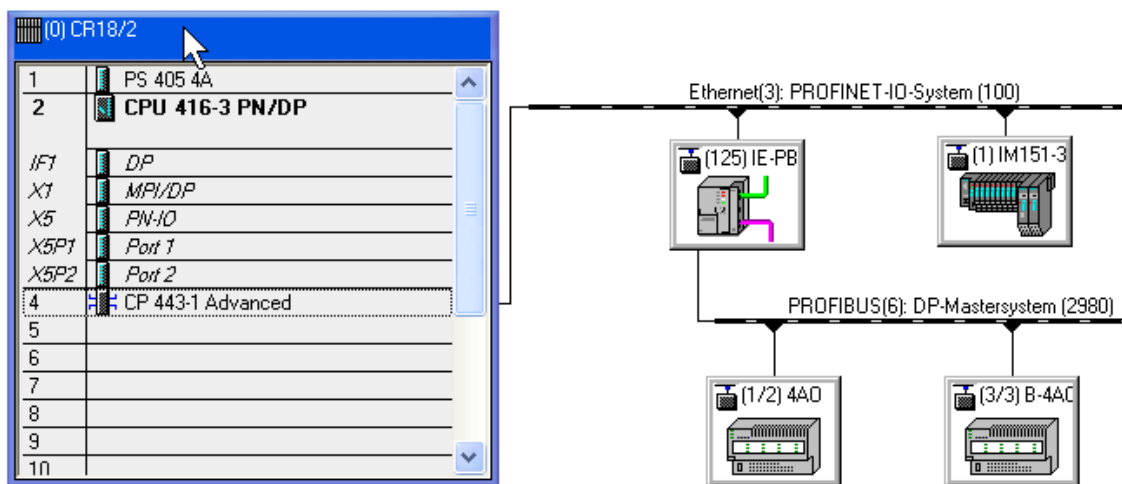 (0) CR18/2
1 PS 405 4A
2 CPU 416-3 PN/DP
IF1 DP
X1 MPI/DP
X5 PN-IO
X5P1 Port 1
X5P2 Port 2
4 CP 443-1 Advanced
5
6
7
8
9
10
Ethernet(3): PROFINET-IO-System (100)
(125) IE-PB
(1) IM151-3
PROFIBUS(6): DP-Mastersystem (2980)
(1/2) 4AO
(3/3) B-4AO